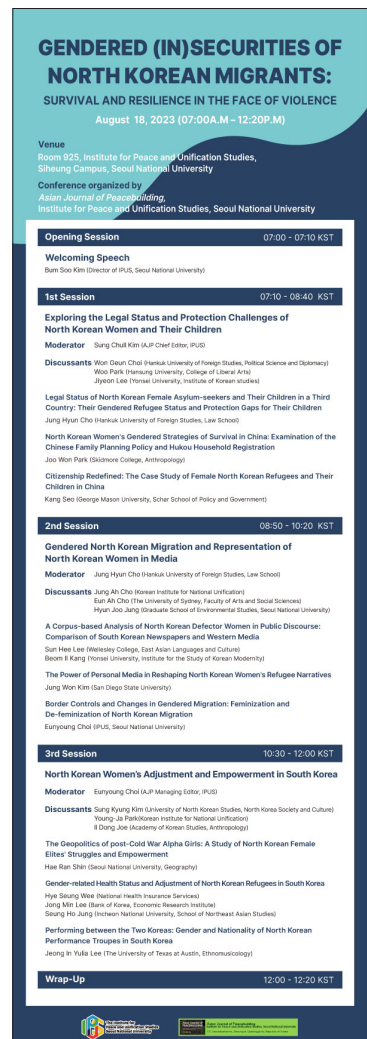 GENDERED (IN)SECURITIES OF
NORTH KOREAN MIGRANTS:
SURVIVAL AND RESILIENCE IN THE FACE OF VIOLENCE
August 18, 2023 (07:00A.M – 12:20P.M)
Venue
Room 925, Institute for Peace and Unification Studies,
Siheung Campus, Seoul National University
Conference organized by
Asian Journal of Peacebuilding,
Institute for Peace and Unification Studies, Seoul National University
Opening Session 07:00 - 07:10 KST
Welcoming Speech
Bum Soo Kim (Director of IPUS, Seoul National University)
1st Session 07:10 - 08:40 KST
Exploring the Legal Status and Protection Challenges of
North Korean Women and Their Children
Moderator Sung Chull Kim (AJP Chief Editor, IPUS)
Discussants Won Geun Choi (Hankuk University of Foreign Studies, Political Science and Diplomacy)
Woo Park (Hansung University, College of Liberal Arts)
Jiyeon Lee (Yonsei University, Institute of Korean studies)
Legal Status of North Korean Female Asylum-seekers and Their Children in a Third
Country: Their Gendered Refugee Status and Protection Gaps for Their Children
Jung Hyun Cho (Hankuk University of Foreign Studies, Law School)
North Korean Women's Gendered Strategies of Survival in China: Examination of the
Chinese Family Planning Policy and Hukou Household Registration
Joo Won Park (Skidmore College, Anthropology)
Citizenship Redefined: The Case Study of Female North Korean Refugees and Their
Children in China
Kang Seo (George Mason University, Schar School of Policy and Government)
2nd Session 08:50 - 10:20 KST
Gendered North Korean Migration and Representation of
North Korean Women in Media
Moderator Jung Hyun Cho (Hankuk University of Foreign Studies, Law School)
Discussants Jung Ah Cho (Korean Institute for National Unification)
Eun Ah Cho (The University of Sydney, Faculty of Arts and Social Sciences)
Hyun Joo Jung (Graduate School of Environmental Studies, Seoul National University)
A Corpus-based Analysis of North Korean Defector Women in Public Discourse:
Comparison of South Korean Newspapers and Western Media
Sun Hee Lee (Wellesley College, East Asian Languages and Culture)
Beom Il Kang (Yonsei University, Institute for the Study of Korean Modernity)
The Power of Personal Media in Reshaping North Korean Women's Refugee Narratives
Jung Won Kim (San Diego State University)
Border Controls and Changes in Gendered Migration: Feminization and
De-feminization of North Korean Migration
Eunyoung Choi (IPUS, Seoul National University)
3rd Session 10:30 - 12:00 KST
North Korean Women's Adjustment and Empowerment in South Korea
Moderator Eunyoung Choi (AJP Managing Editor, IPUS)
Discussants Sung Kyung Kim (University of North Korean Studies, North Korea Society and Culture)
Young-Ja Park(Korean Institute for National Unification)
Il Dong Joe (Academy of Korean Studies, Anthropology)
The Geopolitics of post-Cold War Alpha Girls: A Study of North Korean Female
Elites' Struggles and Empowerment
Hae Ran Shin (Seoul National University, Geography)
Gender-related Health Status and Adjustment of North Korean Refugees in South Korea
Hye Seung Wee (National Health Insurance Services)
Jong Min Lee (Bank of Korea, Economic Research Institute)
Seung Ho Jung (Incheon National University, School of Northeast Asian Studies)
Performing between the Two Koreas: Gender and Nationality of North Korean
Performance Troupes in South Korea
Jeong In Yulia Lee (The University of Texas at Austin, Ethnomusicology)
Wrap-Up 12:00 - 12:20 KST